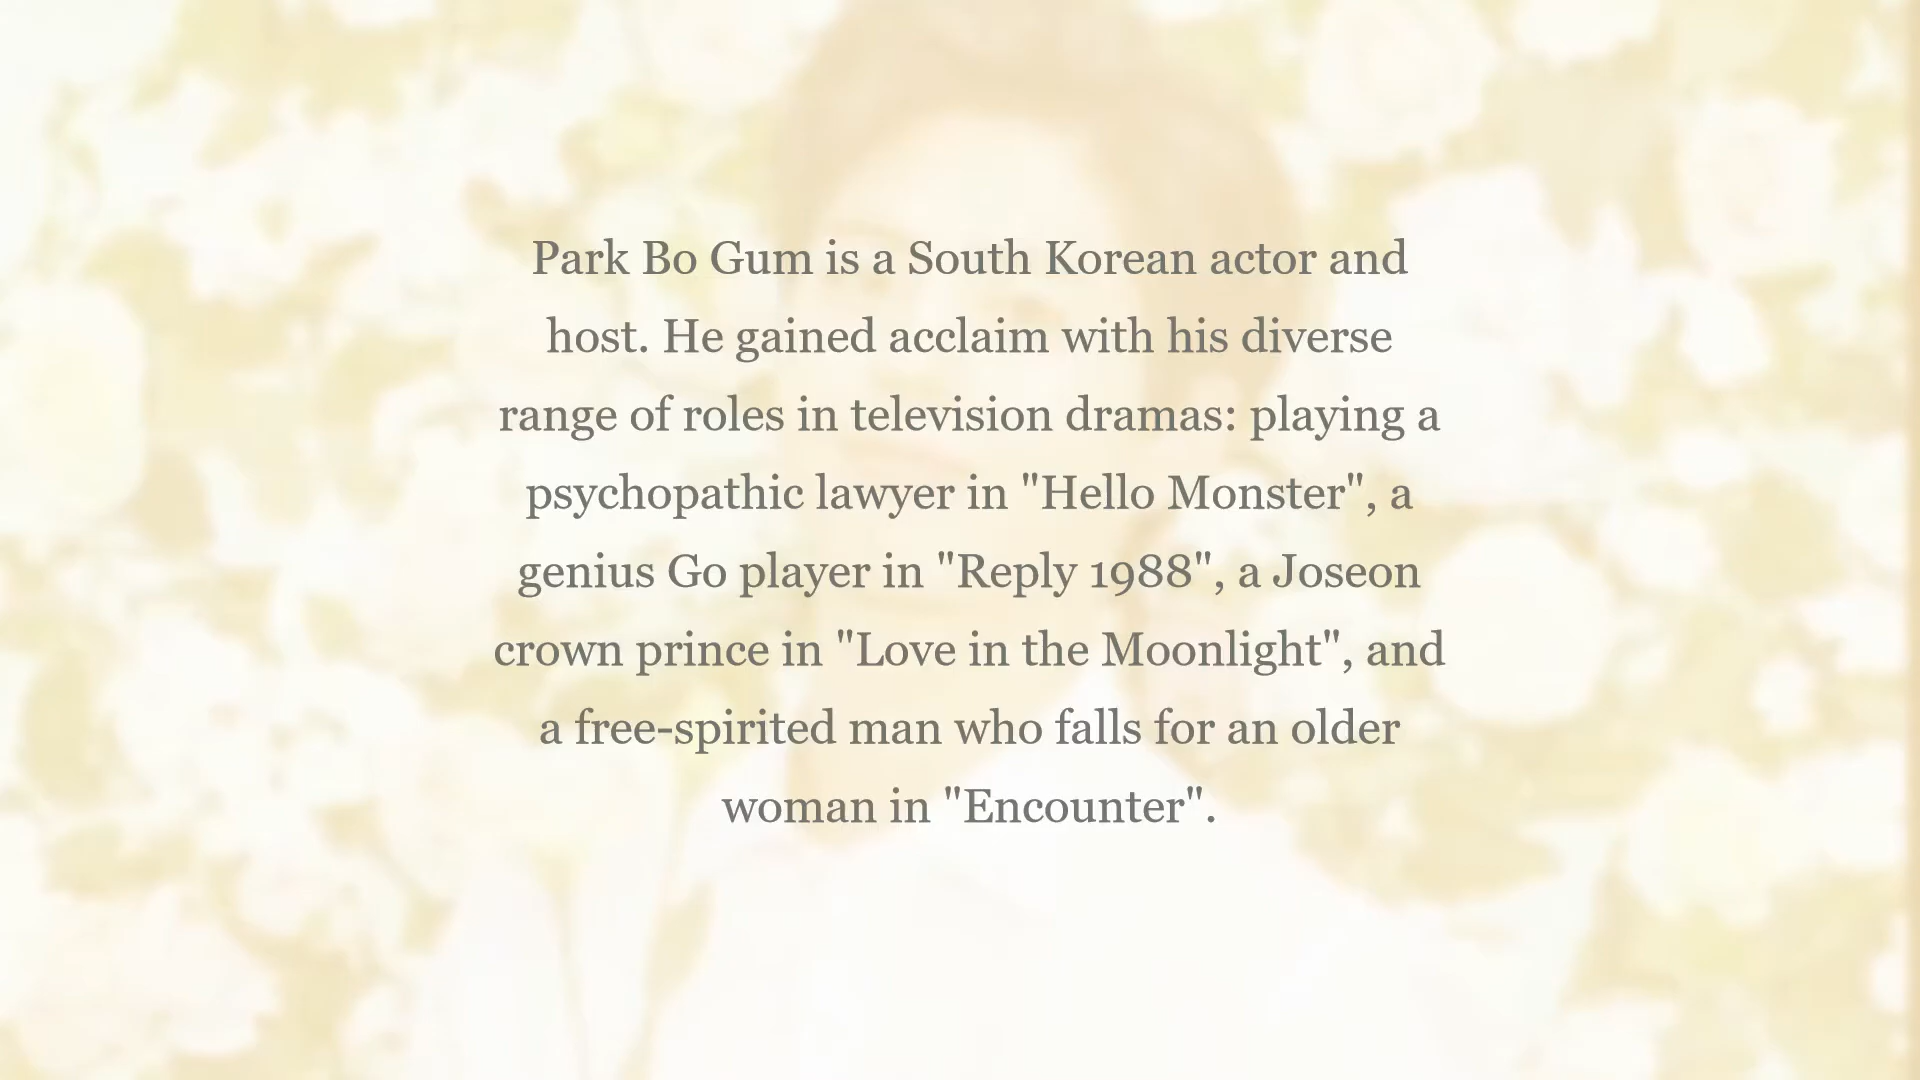 Park Bo Gum is a South Korean actor and
host. He gained acclaim with his diverse
range of roles in television dramas: playing a
psychopathic lawyer in "Hello Monster", a
genius Go player in "Reply 1988", a Joseon
crown prince in "Love in the Moonlight", and
a free-spirited man who falls for an older
woman in "Encounter".